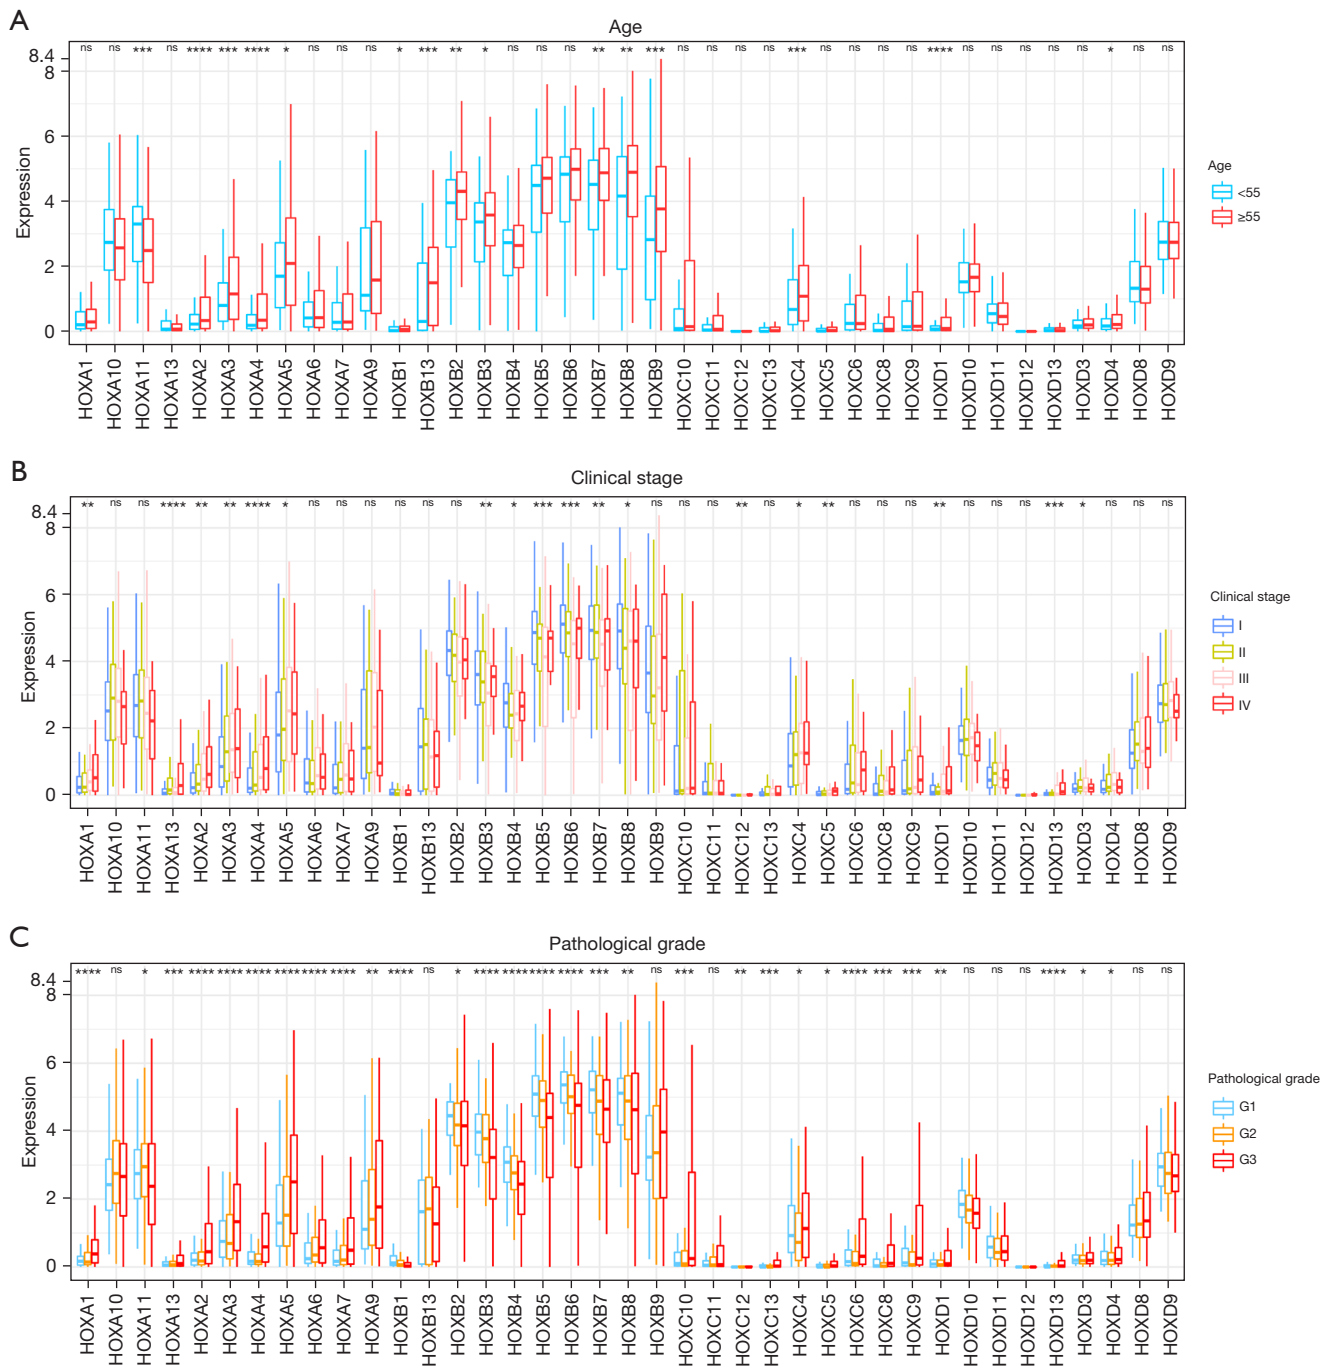 A
Age
ns ns *** ns **** *** **** * ns ns ns * *** ** * ns ns ns ** ** *** ns ns ns ns *** ns ns ns ns **** ns ns ns ns ns * ns ns
8.4
8
6
4
2
0
Expression
HOXA1 HOXA10 HOXA11 HOXA13 HOXA2 HOXA3 HOXA4 HOXA5 HOXA6 HOXA7 HOXA9 HOXB1 HOXB13 HOXB2 HOXB3 HOXB4 HOXB5 HOXB6 HOXB7 HOXB8 HOXB9 HOXC10 HOXC11 HOXC12 HOXC13 HOXC4 HOXC5 HOXC6 HOXC8 HOXC9 HOXD1 HOXD10 HOXD11 HOXD12 HOXD13 HOXD3 HOXD4 HOXD8 HOXD9
Age
<55
≥55
B
Clinical stage
** ns ns **** ** ** **** * ns ns ns ns ns ns ** * *** *** ** * ns ns ns ** ns * ** ns ns ns ** ns ns ns *** * ns ns ns
8.4
8
6
4
2
0
Expression
HOXA1 HOXA10 HOXA11 HOXA13 HOXA2 HOXA3 HOXA4 HOXA5 HOXA6 HOXA7 HOXA9 HOXB1 HOXB13 HOXB2 HOXB3 HOXB4 HOXB5 HOXB6 HOXB7 HOXB8 HOXB9 HOXC10 HOXC11 HOXC12 HOXC13 HOXC4 HOXC5 HOXC6 HOXC8 HOXC9 HOXD1 HOXD10 HOXD11 HOXD12 HOXD13 HOXD3 HOXD4 HOXD8 HOXD9
Clinical stage
I
II
III
IV
C
Pathological grade
**** ns * *** **** **** **** **** **** **** ** **** ns * **** **** **** **** *** ** ns *** ns ** *** * * **** *** *** ** ns ns ns **** * * ns ns
8.4
8
6
4
2
0
Expression
HOXA1 HOXA10 HOXA11 HOXA13 HOXA2 HOXA3 HOXA4 HOXA5 HOXA6 HOXA7 HOXA9 HOXB1 HOXB13 HOXB2 HOXB3 HOXB4 HOXB5 HOXB6 HOXB7 HOXB8 HOXB9 HOXC10 HOXC11 HOXC12 HOXC13 HOXC4 HOXC5 HOXC6 HOXC8 HOXC9 HOXD1 HOXD10 HOXD11 HOXD12 HOXD13 HOXD3 HOXD4 HOXD8 HOXD9
Pathological grade
G1
G2
G3